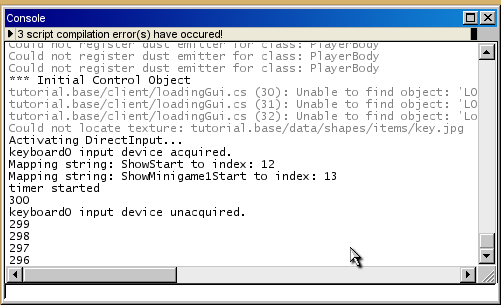 Console
3 script compilation error(s) have occured!
Could not register dust emitter for class: PlayerBody
Could not register dust emitter for class: PlayerBody
Could not register dust emitter for class: PlayerBody
*** Initial Control Object
tutorial.base/client/loadingGui.cs (30): Unable to find object: 'LO
tutorial.base/client/loadingGui.cs (31): Unable to find object: 'LO
tutorial.base/client/loadingGui.cs (32): Unable to find object: 'LO
Could not locate texture: tutorial.base/data/shapes/items/key.jpg
Activating DirectInput...
keyboard0 input device acquired.
Mapping string: ShowStart to index: 12
Mapping string: ShowMinigame1Start to index: 13
timer started
300
keyboard0 input device unacquired.
299
298
297
296